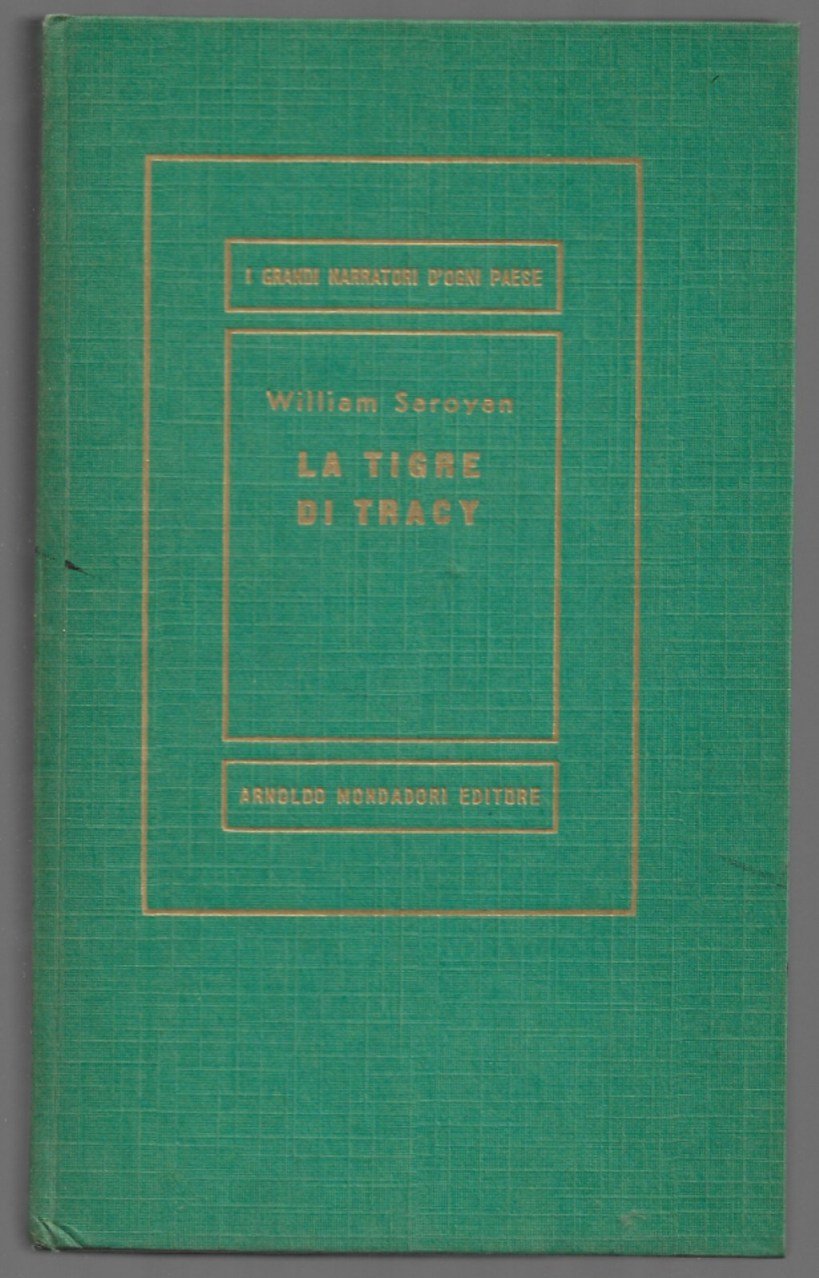 I GRANDI NARRATORI D'OGNI PAESE
William Saroyan
LA TIGRE
DI TRACY
ARNOLDO MONDADORI EDITORE